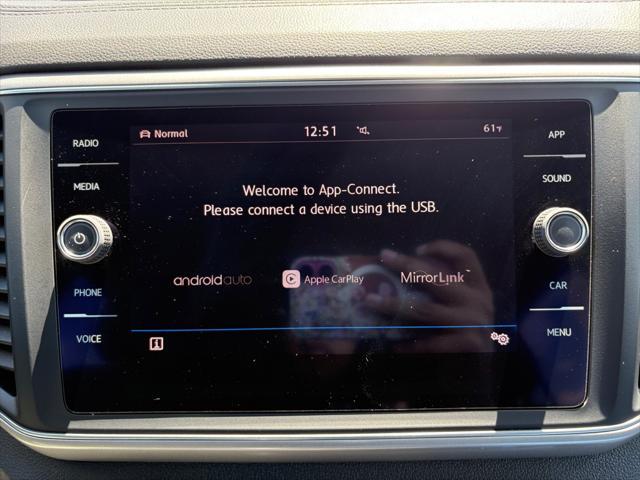 RADIO
MEDIA
PHONE
VOICE
Normal
12:51
61°F
Welcome to App-Connect.
Please connect a device using the USB.
androidauto
Apple CarPlay
MirrorLink™
APP
SOUND
CAR
MENU